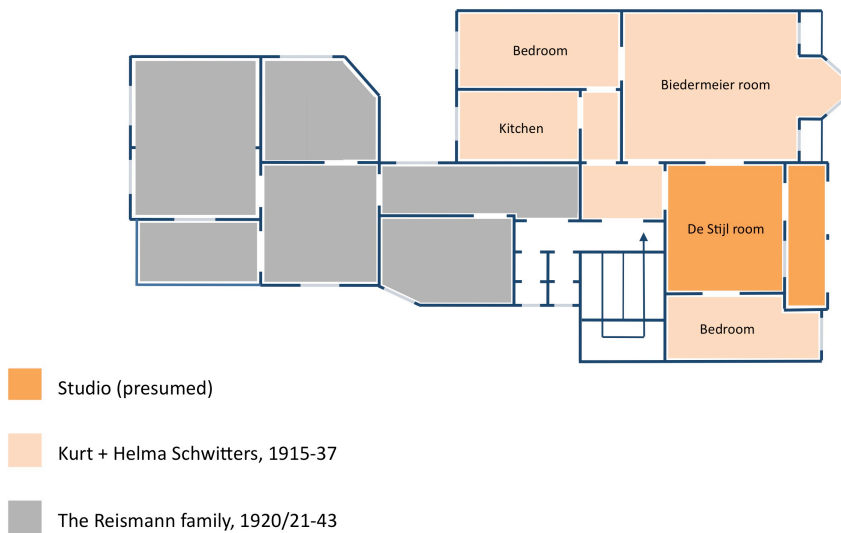 Bedroom
Biedermeier room
Kitchen
De Stijl room
Bedroom
Studio (presumed)
Kurt + Helma Schwitters, 1915-37
The Reismann family, 1920/21-43